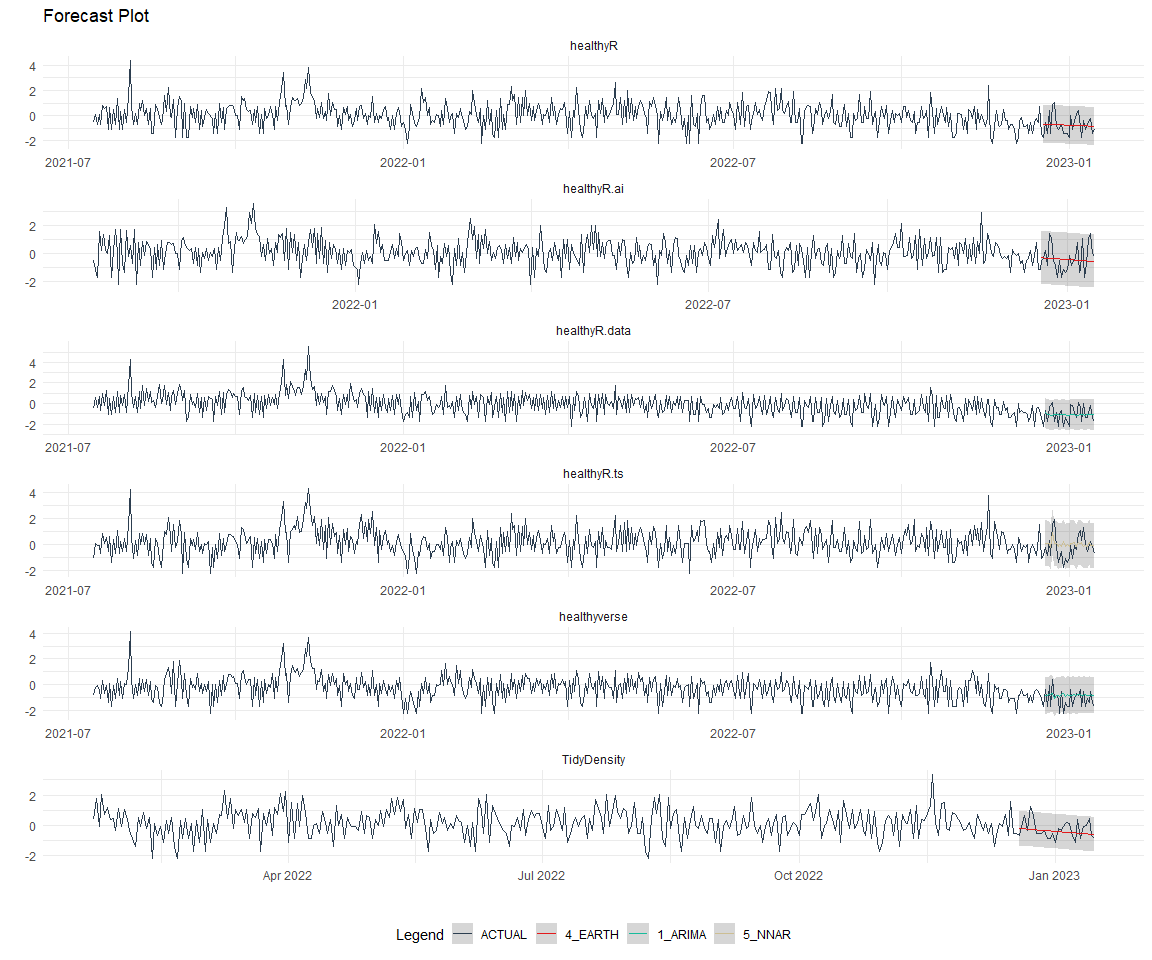 Forecast Plot
healthyR
4
2
0
-2
2021-07 2022-01 2022-07 2023-01
healthyR.ai
2
0
-2
2022-01 2022-07 2023-01
healthyR.data
4
2
0
-2
2021-07 2022-01 2022-07 2023-01
healthyR.ts
4
2
0
-2
2021-07 2022-01 2022-07 2023-01
healthyverse
4
2
0
-2
2021-07 2022-01 2022-07 2023-01
TidyDensity
2
0
-2
Apr 2022 Jul 2022 Oct 2022 Jan 2023
Legend ACTUAL 4_EARTH 1_ARIMA 5_NNAR